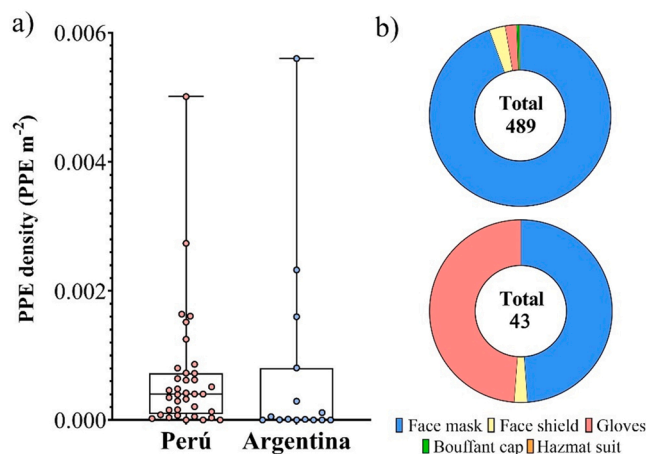 a)
b)
PPE density (PPE m⁻²)
0.006
0.004
0.002
0.000
Perú
Argentina
Total
489
Total
43
Face mask
Face shield
Gloves
Bouffant cap
Hazmat suit